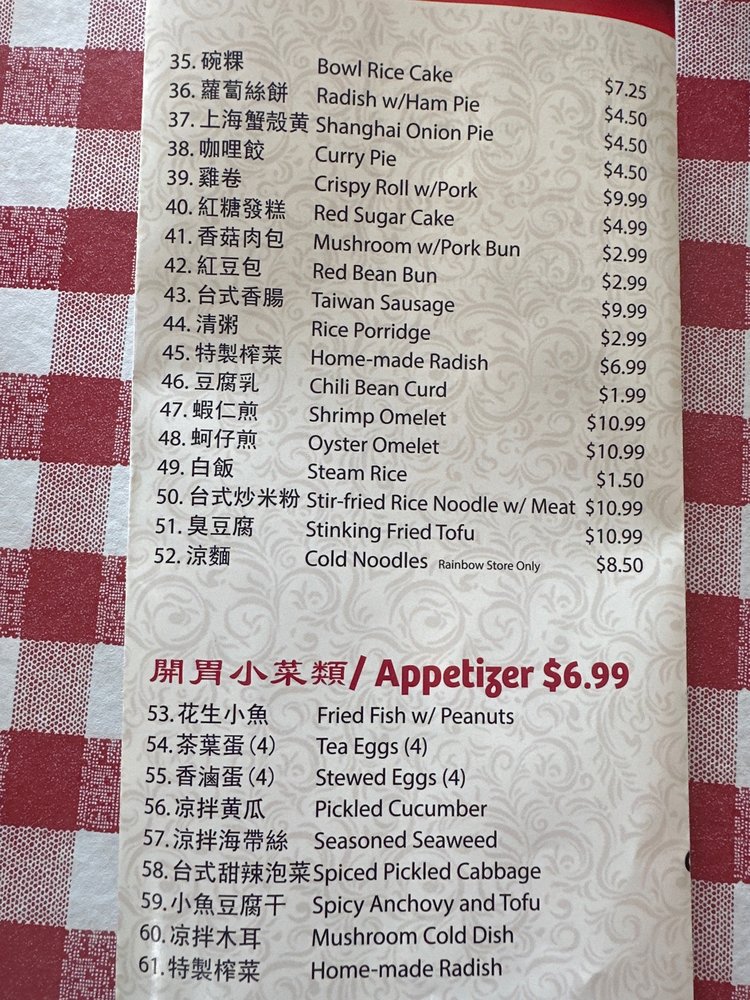 35. 碗粿 Bowl Rice Cake $7.25
36. 蘿蔔絲餅 Radish w/Ham Pie $4.50
37. 上海蟹殼黄 Shanghai Onion Pie $4.50
38. 咖哩餃 Curry Pie $4.50
39. 雞卷 Crispy Roll w/Pork $9.99
40. 紅糖發糕 Red Sugar Cake $4.99
41. 香菇肉包 Mushroom w/Pork Bun $2.99
42. 紅豆包 Red Bean Bun $2.99
43. 台式香腸 Taiwan Sausage $9.99
44. 清粥 Rice Porridge $2.99
45. 特製榨菜 Home-made Radish $6.99
46. 豆腐乳 Chili Bean Curd $1.99
47. 蝦仁煎 Shrimp Omelet $10.99
48. 蚵仔煎 Oyster Omelet $10.99
49. 白飯 Steam Rice $1.50
50. 台式炒米粉 Stir-fried Rice Noodle w/ Meat $10.99
51. 臭豆腐 Stinking Fried Tofu $10.99
52. 涼麵 Cold Noodles Rainbow Store Only $8.50
開胃小菜類/ Appetizer $6.99
53. 花生小魚 Fried Fish w/ Peanuts
54. 茶葉蛋(4) Tea Eggs (4)
55. 香滷蛋(4) Stewed Eggs (4)
56. 凉拌黄瓜 Pickled Cucumber
57. 涼拌海帶絲 Seasoned Seaweed
58. 台式甜辣泡菜 Spiced Pickled Cabbage
59. 小魚豆腐干 Spicy Anchovy and Tofu
60. 凉拌木耳 Mushroom Cold Dish
61. 特製榨菜 Home-made Radish